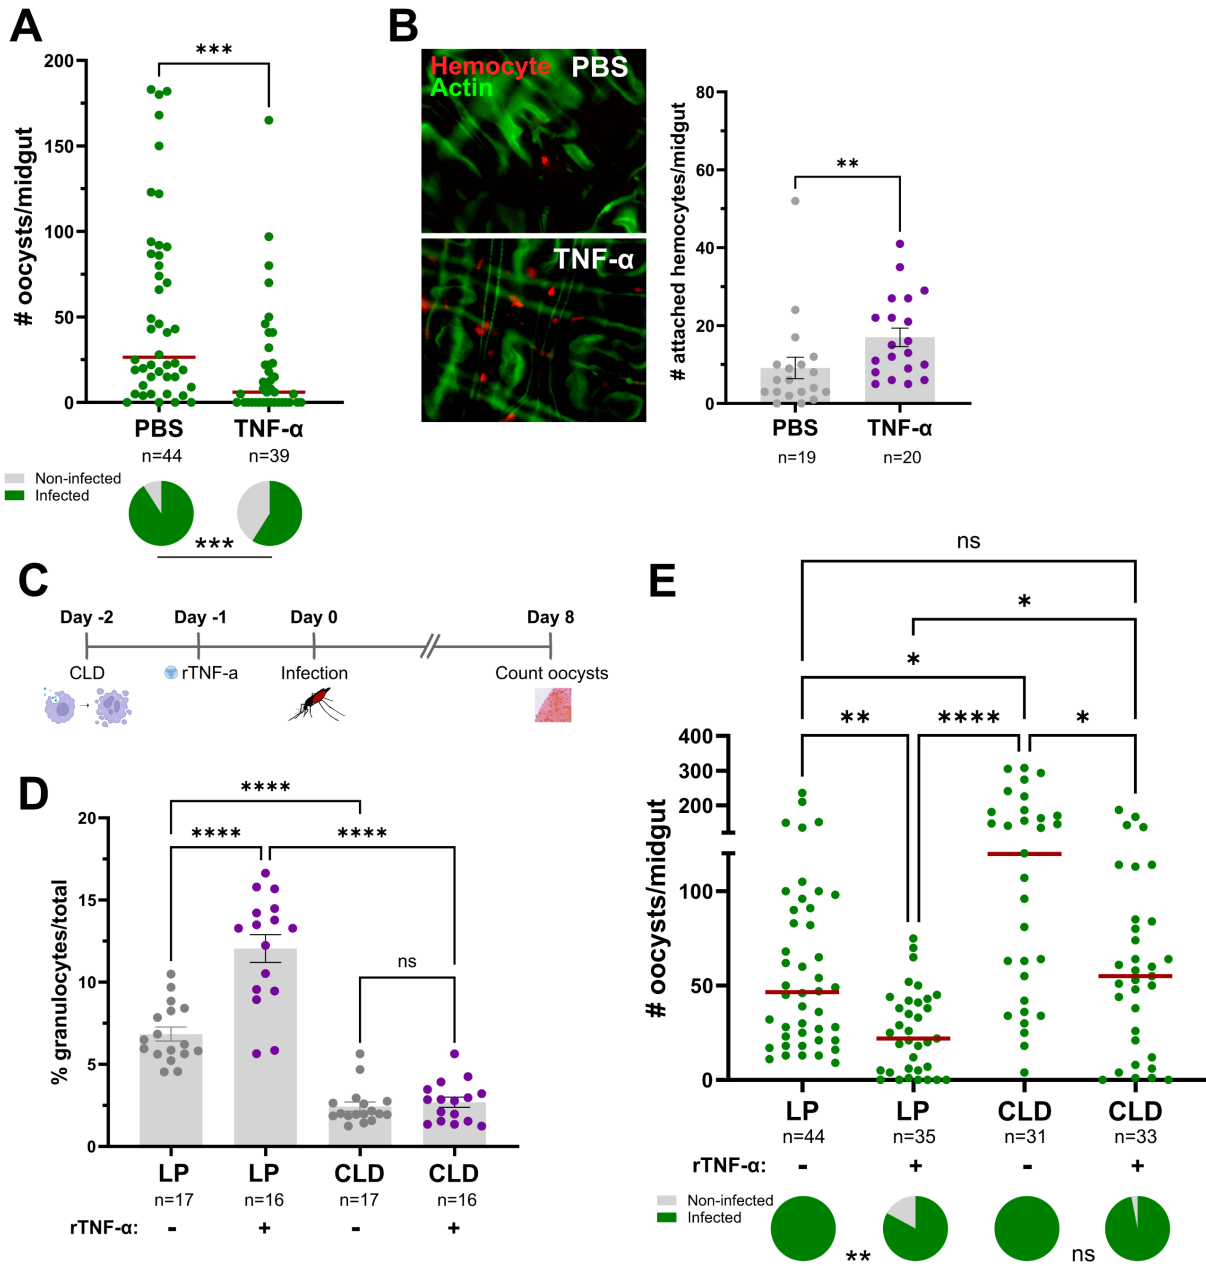 A
***
200
150
100
50
0
# oocysts/midgut
PBS
TNF-α
n=44
n=39
Non-infected
Infected
***
B
Hemocyte
Actin
PBS
TNF-α
80
60
40
20
0
# attached hemocytes/midgut
**
PBS
TNF-α
n=19
n=20
C
Day -2
Day -1
Day 0
Day 8
CLD
rTNF-a
Infection
Count oocysts
D
****
****
****
ns
20
15
10
5
0
% granulocytes/total
LP
LP
CLD
CLD
n=17
n=16
n=17
n=16
rTNF-α:
-
+
-
+
E
ns
*
*
**
****
*
400
300
200
100
50
0
# oocysts/midgut
LP
LP
CLD
CLD
n=44
n=35
n=31
n=33
rTNF-α:
-
+
-
+
Non-infected
Infected
**
ns